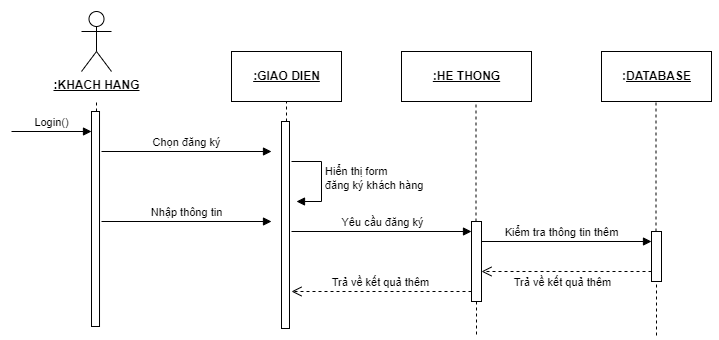 :KHACH HANG
:GIAO DIEN
:HE THONG
:DATABASE
Login()
Chọn đăng ký
Hiển thị form
đăng ký khách hàng
Nhập thông tin
Yêu cầu đăng ký
Kiểm tra thông tin thêm
Trả về kết quả thêm
Trả về kết quả thêm